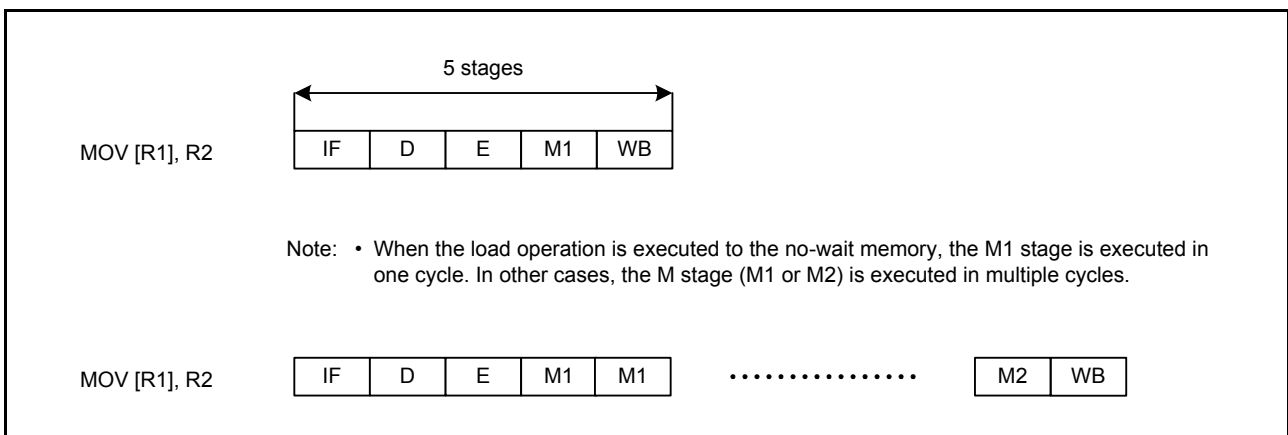 5 stages
MOV [R1], R2 IF D E M1 WB
Note: • When the load operation is executed to the no-wait memory, the M1 stage is executed in
one cycle. In other cases, the M stage (M1 or M2) is executed in multiple cycles.
MOV [R1], R2 IF D E M1 M1 ................ M2 WB